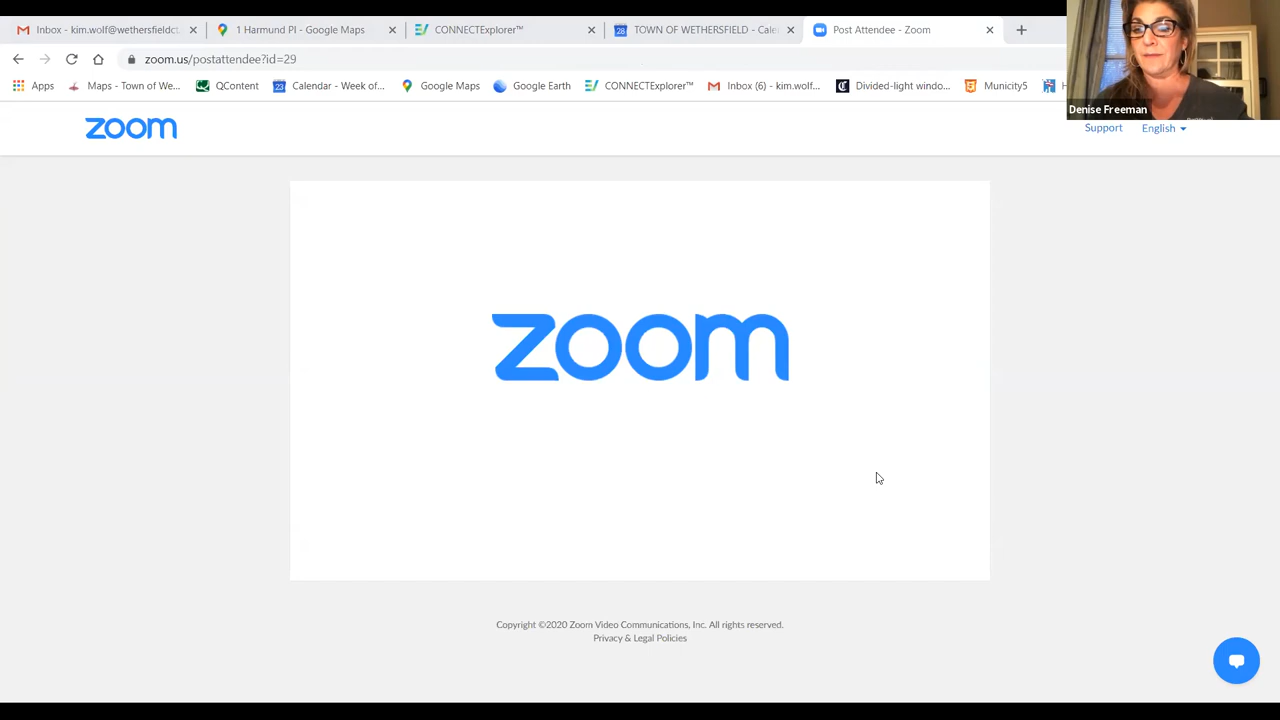 Inbox - kim.wolf@wethersfieldct.
1 Harmund Pl - Google Maps
CONNECTExplorer™
TOWN OF WETHERSFIELD - Cale
Post Attendee - Zoom
zoom.us/postattendee?id=29
Apps
Maps - Town of We...
QContent
Calendar - Week of...
Google Maps
Google Earth
CONNECTExplorer™
Inbox (6) - kim.wolf...
Divided-light windo...
Municity5
H
Denise Freeman
zoom
Support
English
zoom
Copyright ©2020 Zoom Video Communications, Inc. All rights reserved.
Privacy & Legal Policies